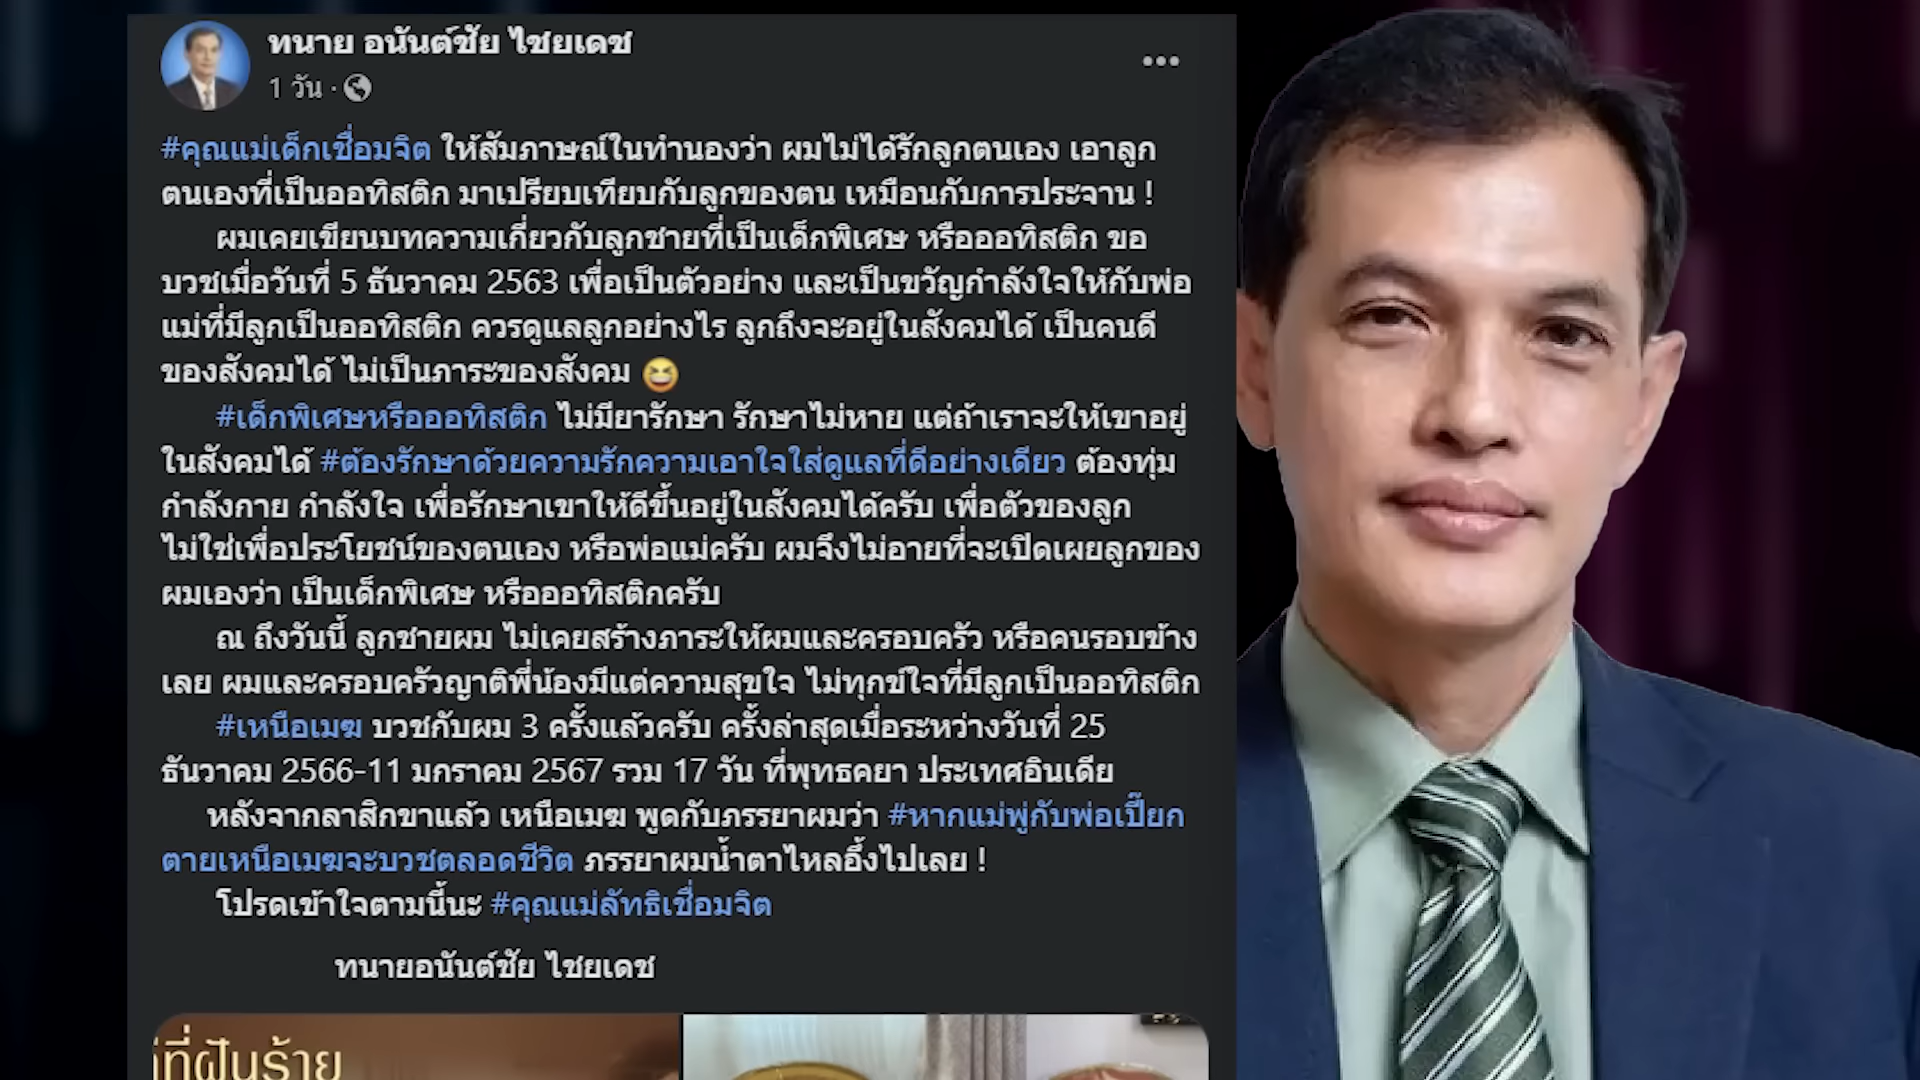 ทนาย อนันต์ชัย ไชยเดช
1 วัน ·
#คุณแม่เด็กเชื่อมจิต ให้สัมภาษณ์ในทำนองว่า ผมไม่ได้รักลูกตนเอง เอาลูก
ตนเองที่เป็นออทิสติก มาเปรียบเทียบกับลูกของตน เหมือนกับการประจาน !
ผมเคยเขียนบทความเกี่ยวกับลูกชายที่เป็นเด็กพิเศษ หรือออทิสติก ขอ
บวชเมื่อวันที่ 5 ธันวาคม 2563 เพื่อเป็นตัวอย่าง และเป็นขวัญกำลังใจให้กับพ่อ
แม่ที่มีลูกเป็นออทิสติก ควรดูแลลูกอย่างไร ลูกถึงจะอยู่ในสังคมได้ เป็นคนดี
ของสังคมได้ ไม่เป็นภาระของสังคม 😆
#เด็กพิเศษหรือออทิสติก ไม่มียารักษา รักษาไม่หาย แต่ถ้าเราจะให้เขาอยู่
ในสังคมได้ #ต้องรักษาด้วยความรักความเอาใจใส่ดูแลที่ดีอย่างเดียว ต้องทุ่ม
กำลังกาย กำลังใจ เพื่อรักษาเขาให้ดีขึ้นอยู่ในสังคมได้ครับ เพื่อตัวของลูก
ไม่ใช่เพื่อประโยชน์ของตนเอง หรือพ่อแม่ครับ ผมจึงไม่อายที่จะเปิดเผยลูกของ
ผมเองว่า เป็นเด็กพิเศษ หรือออทิสติกครับ
ณ ถึงวันนี้ ลูกชายผม ไม่เคยสร้างภาระให้ผมและครอบครัว หรือคนรอบข้าง
เลย ผมและครอบครัวญาติพี่น้องมีแต่ความสุขใจ ไม่ทุกข์ใจที่มีลูกเป็นออทิสติก
#เหนือเมฆ บวชกับผม 3 ครั้งแล้วครับ ครั้งล่าสุดเมื่อระหว่างวันที่ 25
ธันวาคม 2566-11 มกราคม 2567 รวม 17 วัน ที่พุทธคยา ประเทศอินเดีย
หลังจากลาสิกขาแล้ว เหนือเมฆ พูดกับภรรยาผมว่า #หากแม่พู่กับพ่อเปี๊ยก
ตายเหนือเมฆจะบวชตลอดชีวิต ภรรยาผมน้ำตาไหลอึ้งไปเลย !
โปรดเข้าใจตามนี้นะ #คุณแม่ลัทธิเชื่อมจิต
ทนายอนันต์ชัย ไชยเดช
ที่ฝันร้าย